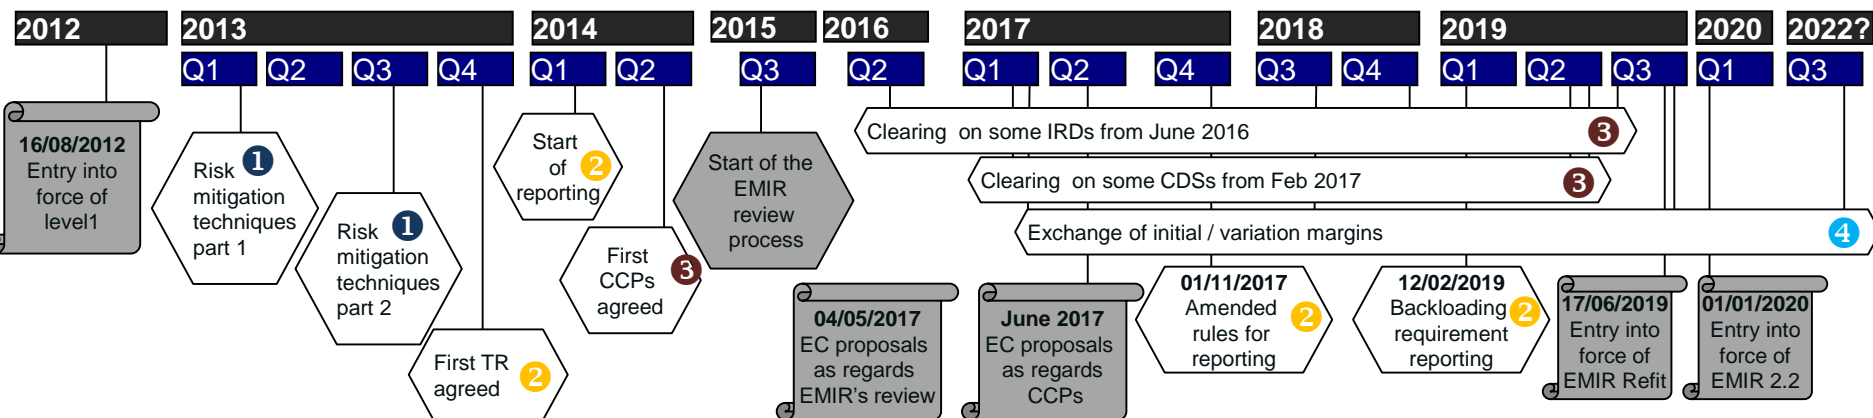 2012 2013 2014 2015 2016 2017 2018 2019 2020 2022?
Q1 Q2 Q3 Q4 Q1 Q2 Q3 Q2 Q1 Q2 Q4 Q3 Q4 Q1 Q2 Q3 Q1 Q3
16/08/2012
Entry into
force of
level1
Risk 1
mitigation
techniques
part 1
Risk 1
mitigation
techniques
part 2
First TR
agreed 2
Start
of 2
reporting
First
CCPs 3
agreed
Start of the
EMIR
review
process
Clearing on some IRDs from June 2016 3
Clearing on some CDSs from Feb 2017 3
Exchange of initial / variation margins 4
04/05/2017
EC proposals
as regards
EMIR's review
June 2017
EC proposals
as regards
CCPs
01/11/2017
Amended 2
rules for
reporting
12/02/2019
Backloading 2
requirement
reporting
17/06/2019
Entry into
force of
EMIR Refit
01/01/2020
Entry into
force of
EMIR 2.2